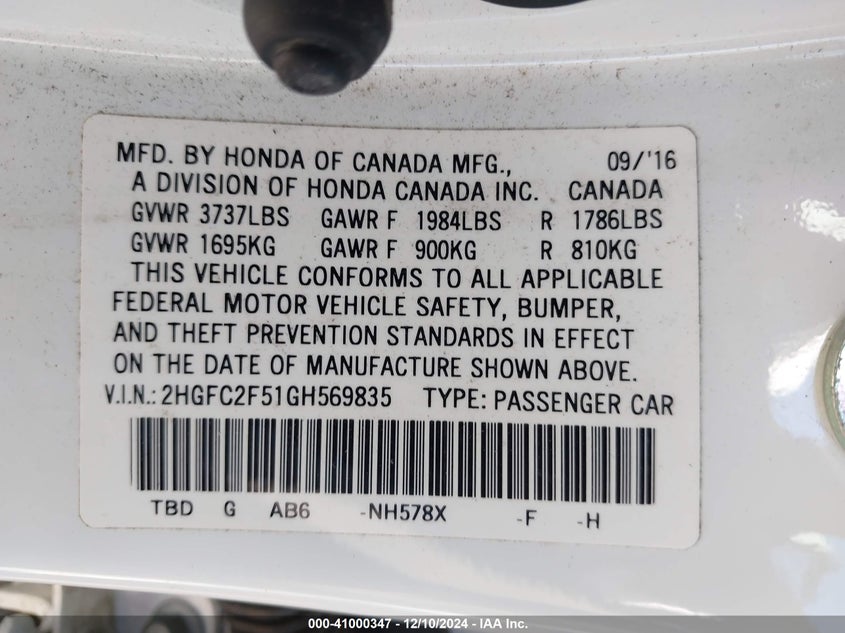 MFD. BY HONDA OF CANADA MFG., 09/'16
A DIVISION OF HONDA CANADA INC. CANADA
GVWR 3737LBS GAWR F 1984LBS R 1786LBS
GVWR 1695KG GAWR F 900KG R 810KG
THIS VEHICLE CONFORMS TO ALL APPLICABLE
FEDERAL MOTOR VEHICLE SAFETY, BUMPER,
AND THEFT PREVENTION STANDARDS IN EFFECT
ON THE DATE OF MANUFACTURE SHOWN ABOVE.
V.I.N.: 2HGFC2F51GH569835 TYPE: PASSENGER CAR
TBD G AB6 -NH578X -F -H
000-41000347 - 12/10/2024 - IAA Inc.